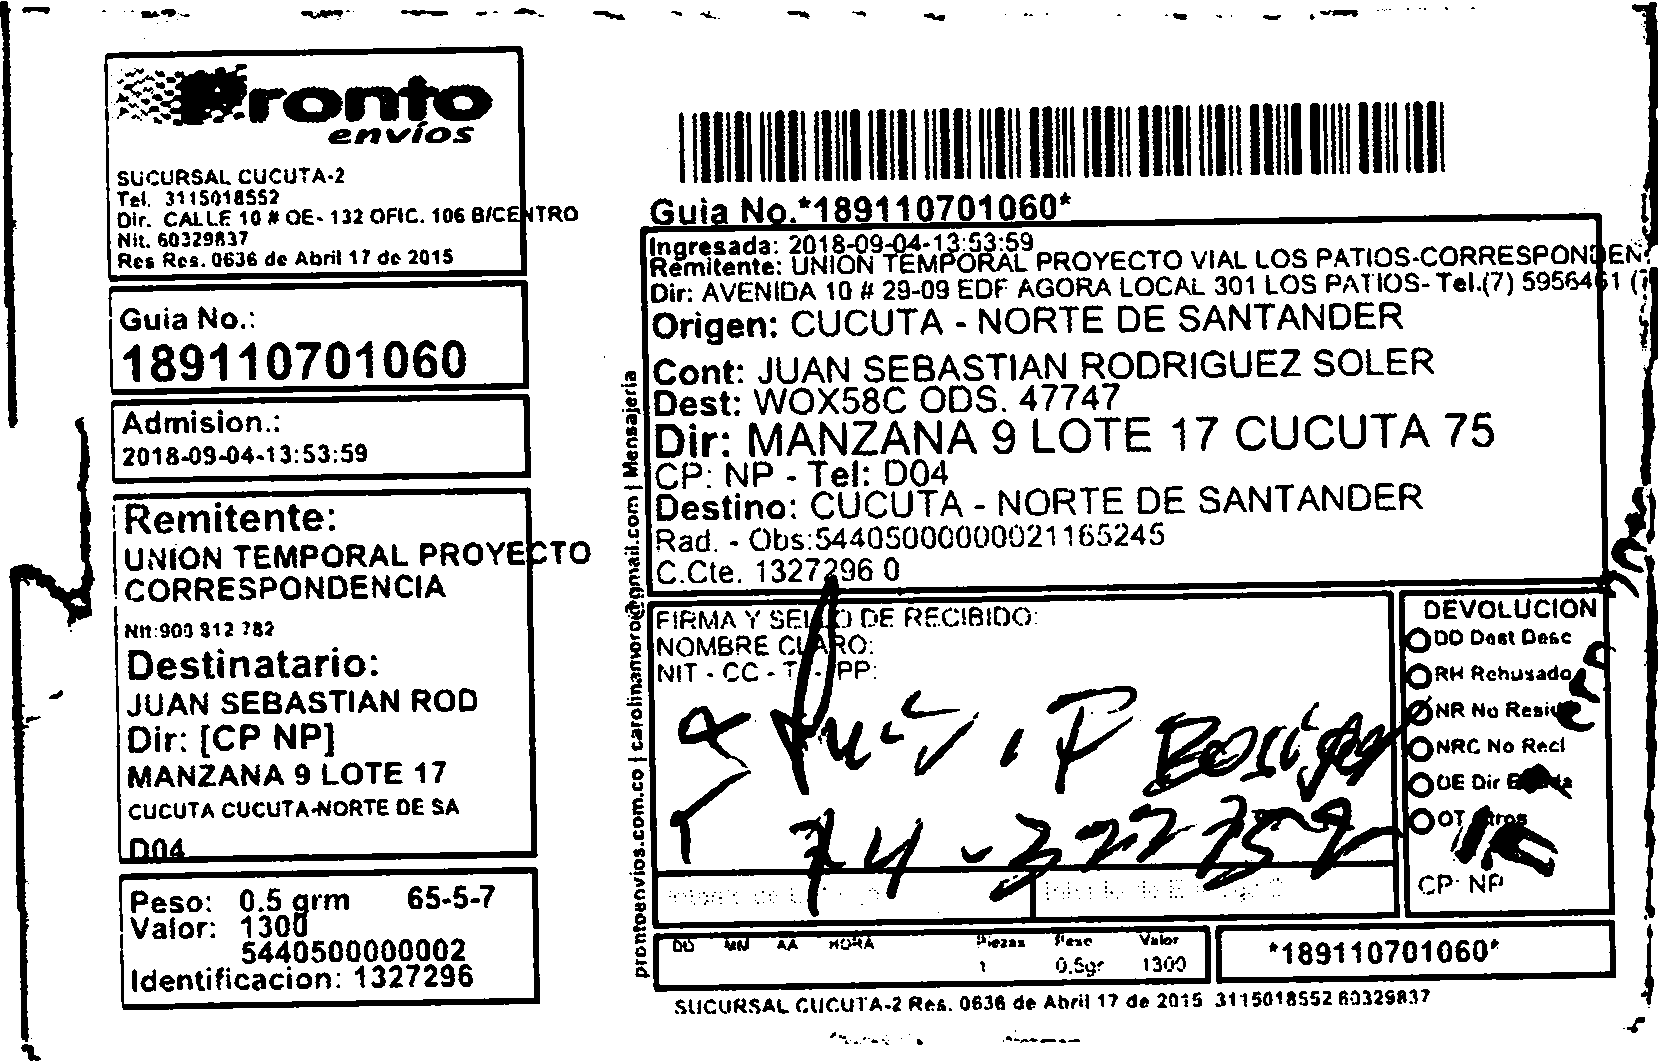 Pronto
envíos
SUCURSAL CUCUTA-2
Tel. 3115018552
Dir. CALLE 10 # OE- 132 OFIC. 106 B/CENTRO
Nit. 60329837
Res Res. 0636 de Abril 17 de 2015
Guia No.:
189110701060
Admision.:
2018-09-04-13:53:59
Remitente:
UNION TEMPORAL PROYECTO
CORRESPONDENCIA
Nit:900 812 782
Destinatario:
JUAN SEBASTIAN ROD
Dir: [CP NP]
MANZANA 9 LOTE 17
CUCUTA CUCUTA-NORTE DE SA
D04
Peso: 0.5 grm 65-5-7
Valor: 1300
5440500000002
Identificacion: 1327296
prontoenvios.com.co | carolinamoro@gmail.com | Mensajeria
Guia No.*189110701060*
Ingresada: 2018-09-04-13:53:59
Remitente: UNION TEMPORAL PROYECTO VIAL LOS PATIOS-CORRESPONDEN
Dir: AVENIDA 10 # 29-09 EDF AGORA LOCAL 301 LOS PATIOS- Tel.(7) 5956461 (7
Origen: CUCUTA - NORTE DE SANTANDER
Cont: JUAN SEBASTIAN RODRIGUEZ SOLER
Dest: WOX58C ODS. 47747
Dir: MANZANA 9 LOTE 17 CUCUTA 75
CP: NP - Tel: D04
Destino: CUCUTA - NORTE DE SANTANDER
Rad. - Obs:544050000000021165245
C.Cte. 1327296 0
FIRMA Y SELLO DE RECIBIDO:
NOMBRE CLARO:
NIT - CC - TI - PP:
DEVOLUCION
DD Dest Desc
RH Rehusado
NR No Reside
NRC No Recl
DE Dir Errada
OT Otros
CP: NP
DD MM AA HORA Piezas Peso Valor
1 0.5gr 1300
*189110701060*
SUCURSAL CUCUTA-2 Res. 0636 de Abril 17 de 2015 3115018552 60329837